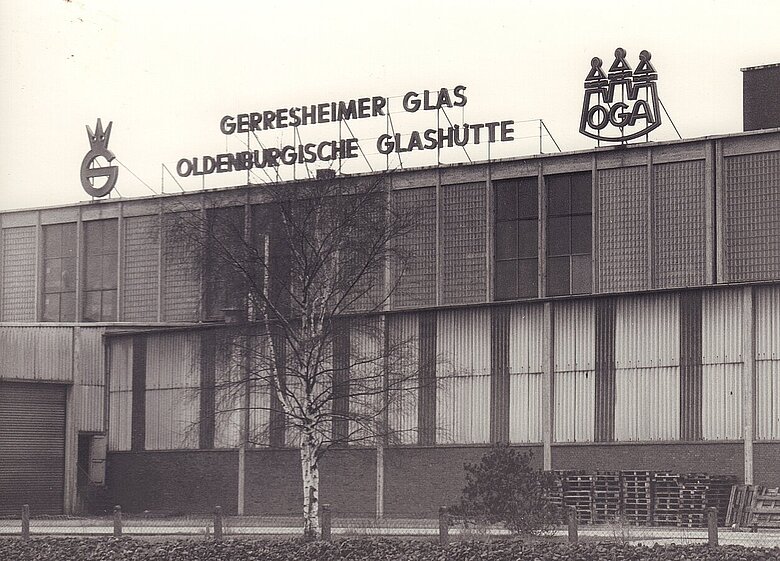 G
GERRESHEIMER GLAS
OLDENBURGISCHE GLASHÜTTE
OGA